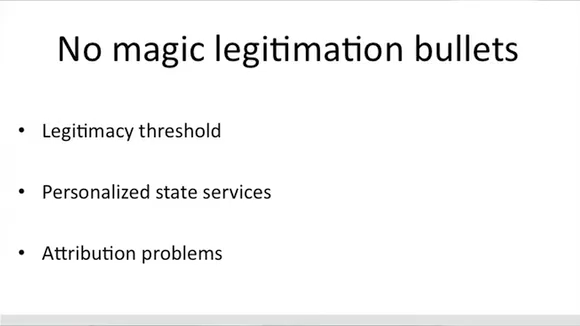 No magic legitimation bullets
• Legitimacy threshold
• Personalized state services
• Attribution problems